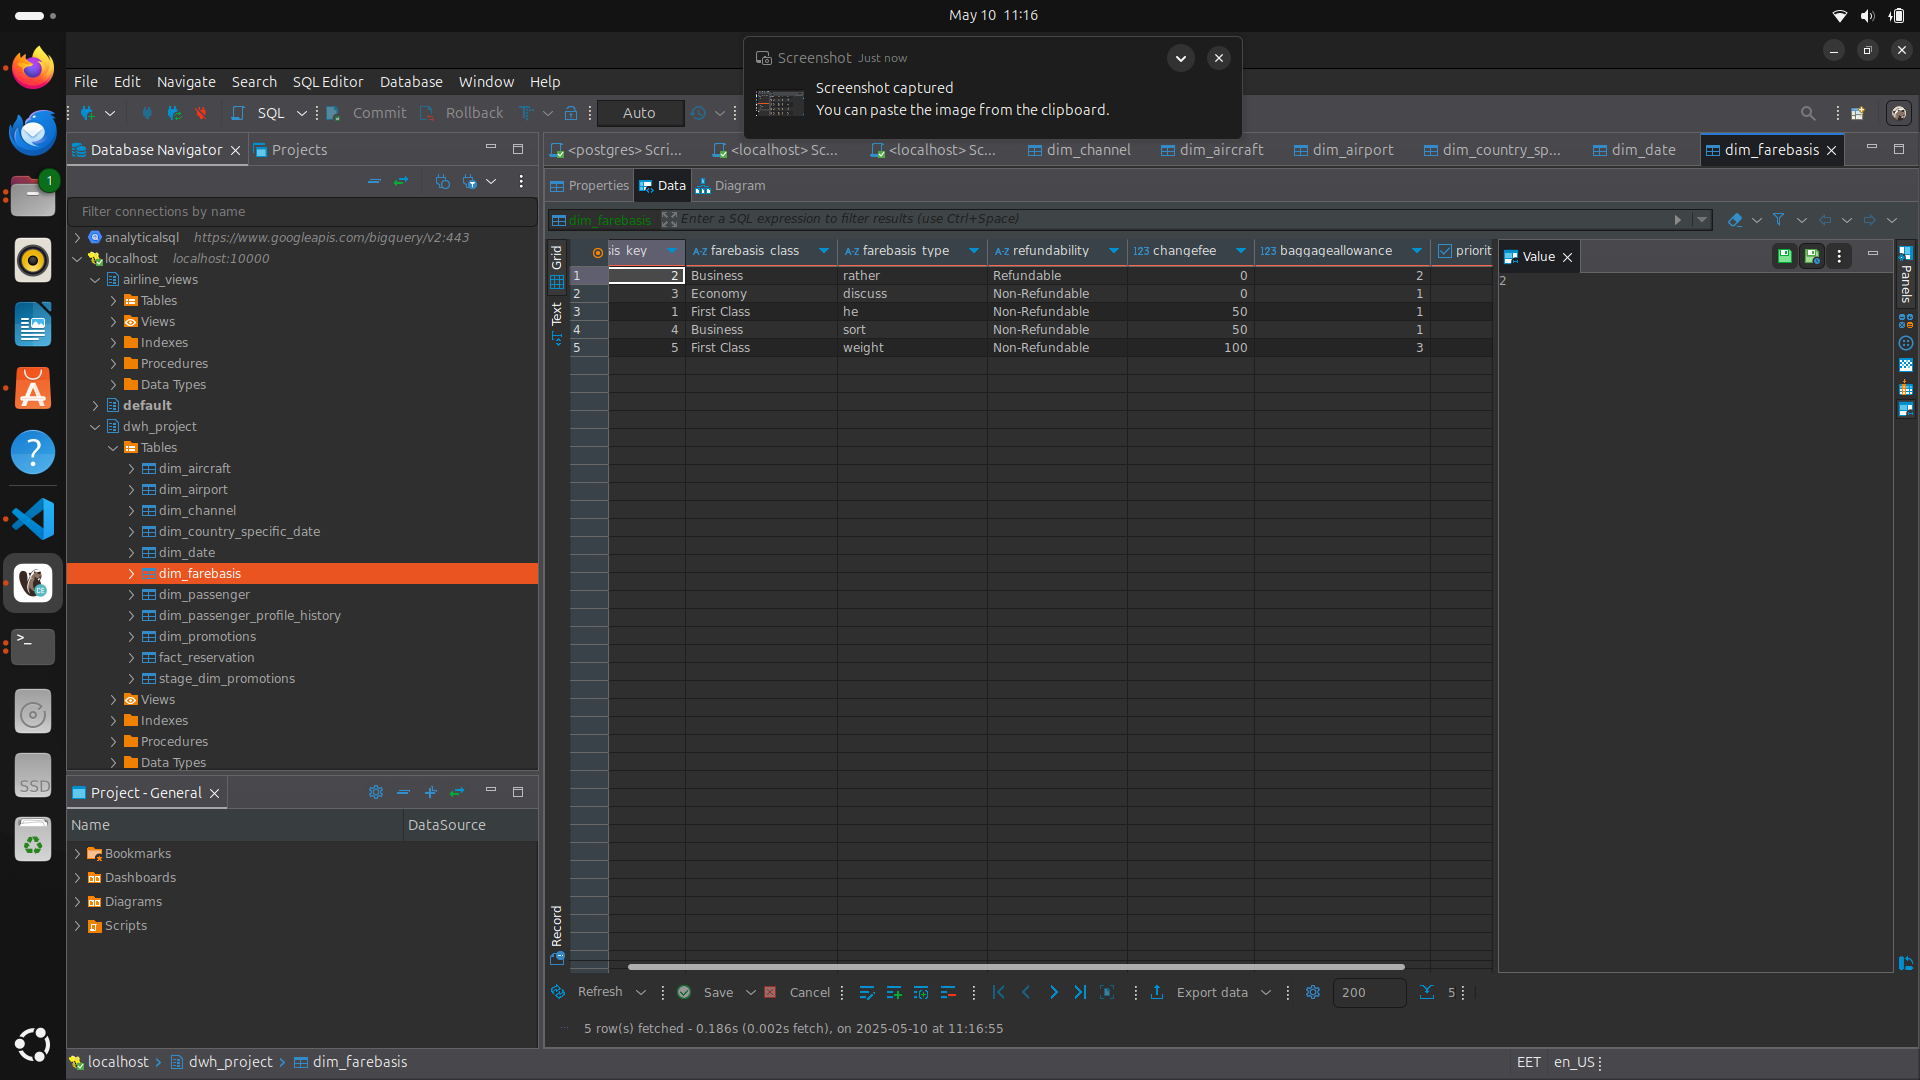 May 10 11:16
Screenshot Just now
Screenshot captured
You can paste the image from the clipboard.
File Edit Navigate Search SQL Editor Database Window Help
SQL Commit Rollback Auto
Database Navigator Projects
<postgres> Scri... <localhost> Sc... <localhost> Sc... dim_channel dim_aircraft dim_airport dim_country_sp... dim_date dim_farebasis
Properties Data Diagram
Filter connections by name
dim_farebasis Enter a SQL expression to filter results (use Ctrl+Space)
analyticalsql https://www.googleapis.com/bigquery/v2:443
localhost localhost:10000
airline_views
Tables
Views
Indexes
Procedures
Data Types
default
dwh_project
Tables
dim_aircraft
dim_airport
dim_channel
dim_country_specific_date
dim_date
dim_farebasis
dim_passenger
dim_passenger_profile_history
dim_promotions
fact_reservation
stage_dim_promotions
Views
Indexes
Procedures
Data Types
Grid
Text
Record
sis_key A-Z farebasis_class A-Z farebasis_type A-Z refundability 123 changefee 123 baggageallowance priorit
1 2 Business rather Refundable 0 2
2 3 Economy discuss Non-Refundable 0 1
3 1 First Class he Non-Refundable 50 1
4 4 Business sort Non-Refundable 50 1
5 5 First Class weight Non-Refundable 100 3
Value
2
Panels
Project - General
Name DataSource
Bookmarks
Dashboards
Diagrams
Scripts
Refresh Save Cancel Export data 200 5
5 row(s) fetched - 0.186s (0.002s fetch), on 2025-05-10 at 11:16:55
localhost dwh_project dim_farebasis
EET en_US
1
SSD